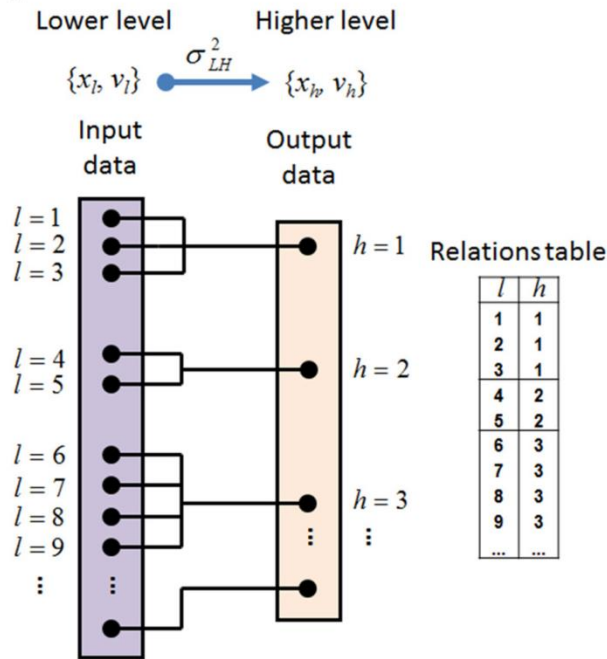 Lower level Higher level
σ²_LH
{x_l, v_l} {x_h, v_h}
Input data
Output data
l = 1
l = 2
l = 3
l = 4
l = 5
l = 6
l = 7
l = 8
l = 9
⋮ ⋮
h = 1
h = 2
h = 3
⋮ ⋮
Relations table
l h
1 1
2 1
3 1
4 2
5 2
6 3
7 3
8 3
9 3
... ...